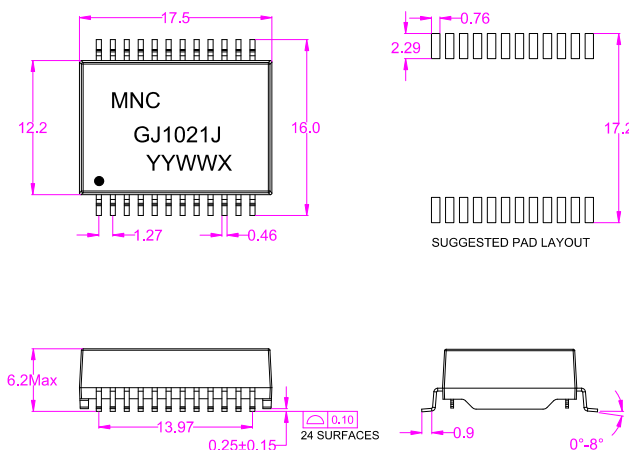 17.5
0.76
2.29
MNC
GJ1021J
YYWWX
12.2
16.0
17.2
1.27
0.46
SUGGESTED PAD LAYOUT
6.2Max
13.97
0.25±0.15
0.10
24 SURFACES
0.9
0°-8°